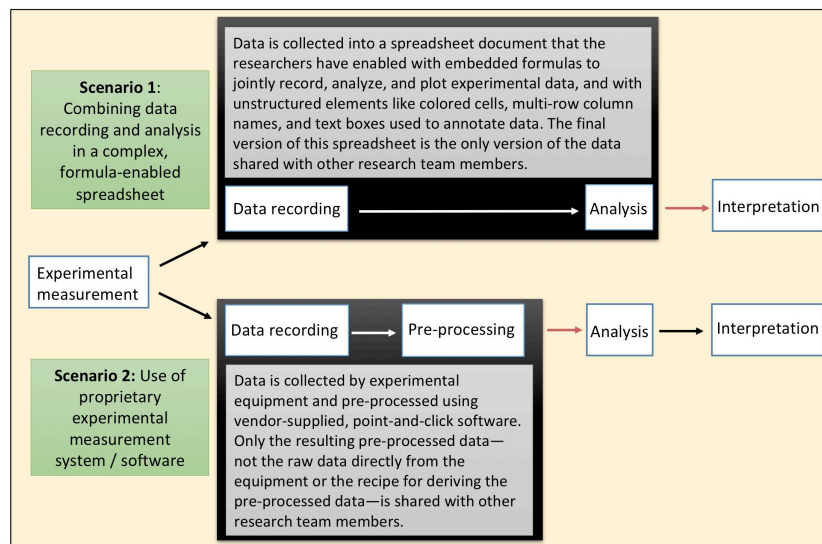 Scenario 1:
Combining data
recording and analysis
in a complex,
formula-enabled
spreadsheet
Data is collected into a spreadsheet document that the
researchers have enabled with embedded formulas to
jointly record, analyze, and plot experimental data, and with
unstructured elements like colored cells, multi-row column
names, and text boxes used to annotate data. The final
version of this spreadsheet is the only version of the data
shared with other research team members.
Data recording
Analysis
Interpretation
Experimental
measurement
Data recording
Pre-processing
Analysis
Interpretation
Scenario 2: Use of
proprietary
experimental
measurement
system / software
Data is collected by experimental
equipment and pre-processed using
vendor-supplied, point-and-click software.
Only the resulting pre-processed data—
not the raw data directly from the
equipment or the recipe for deriving the
pre-processed data—is shared with other
research team members.